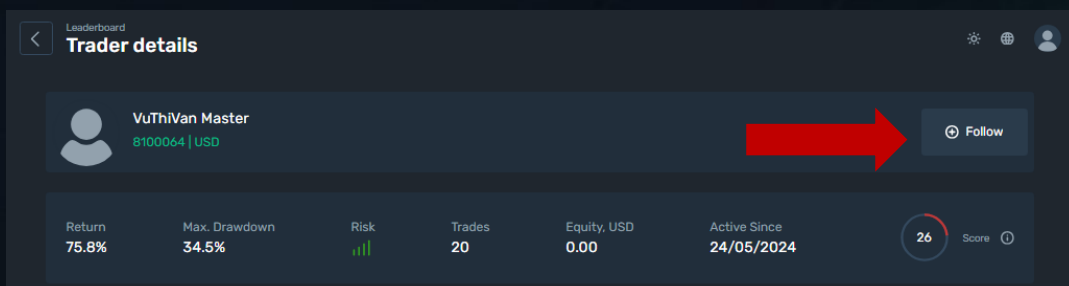 Leaderboard
Trader details
VuThiVan Master
8100064 | USD
Follow
Return
Max. Drawdown
Risk
Trades
Equity, USD
Active Since
75.8%
34.5%
20
0.00
24/05/2024
26
Score